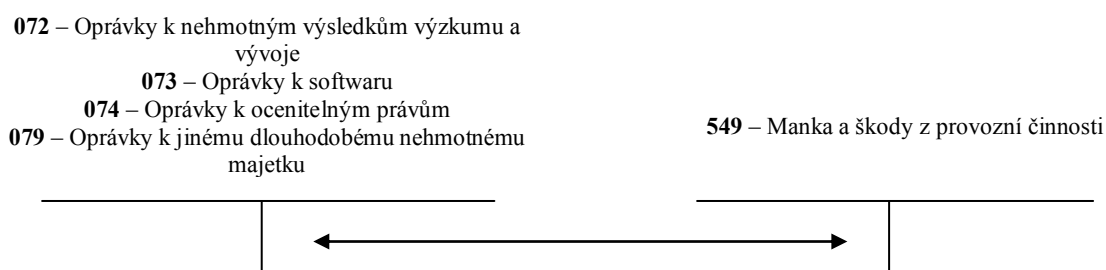 072 – Oprávky k nehmotným výsledkům výzkumu a
vývoje
073 – Oprávky k softwaru
074 – Oprávky k ocenitelným právům
079 – Oprávky k jinému dlouhodobému nehmotnému
majetku
549 – Manka a škody z provozní činnosti